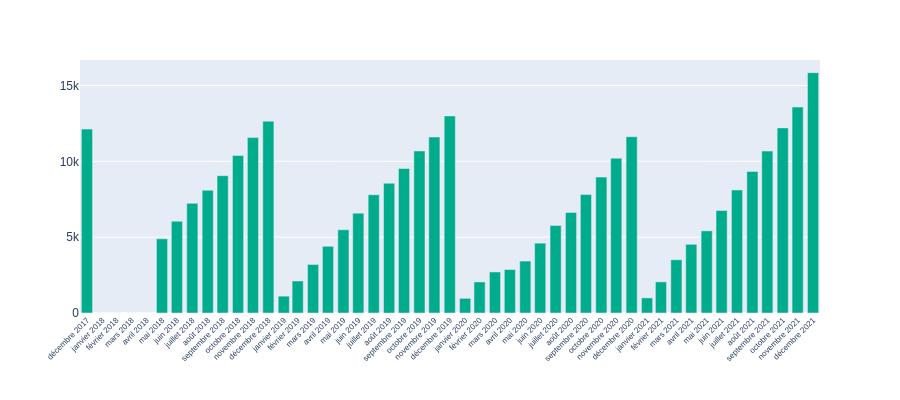 15k
10k
5k
0
décembre 2017
janvier 2018
février 2018
mars 2018
avril 2018
mai 2018
juin 2018
juillet 2018
août 2018
septembre 2018
octobre 2018
novembre 2018
décembre 2018
janvier 2019
février 2019
mars 2019
avril 2019
mai 2019
juin 2019
juillet 2019
août 2019
septembre 2019
octobre 2019
novembre 2019
décembre 2019
janvier 2020
février 2020
mars 2020
avril 2020
mai 2020
juin 2020
juillet 2020
août 2020
septembre 2020
octobre 2020
novembre 2020
décembre 2020
janvier 2021
février 2021
mars 2021
avril 2021
mai 2021
juin 2021
juillet 2021
août 2021
septembre 2021
octobre 2021
novembre 2021
décembre 2021